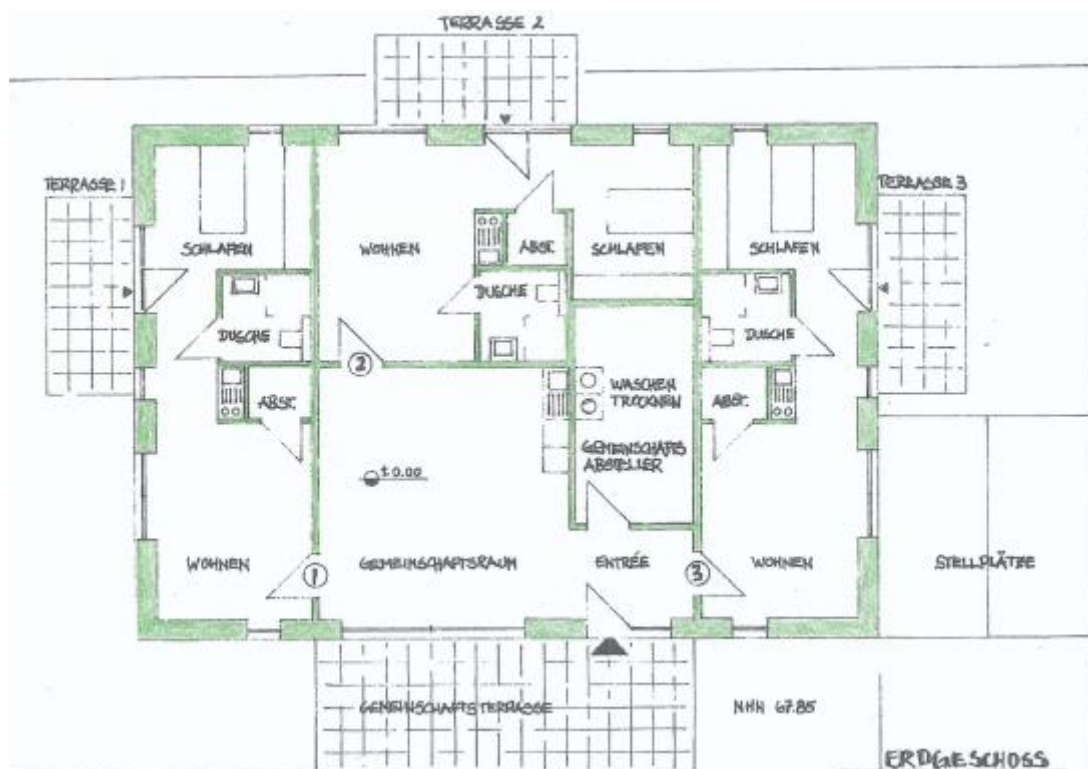 TERRASSE 2
TERRASSE 1
TERRASSE 3
SCHLAFEN
WOHNEN
ABST.
SCHLAFEN
SCHLAFEN
DUSCHE
DUSCHE
DUSCHE
2
ABST.
WASCHEN
TROCKNEN
ABST.
GEMEINSCHAFTS
ABSTELLER
± 0.00
WOHNEN
1
GEMEINSCHAFTSRAUM
ENTRÉE
3
WOHNEN
STELLPLÄTZE
GEMEINSCHAFTSTERRASSE
NHN 67.85
ERDGESCHOSS